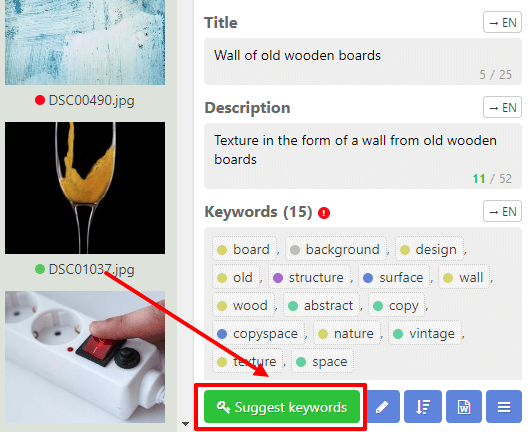 Title
→ EN
Wall of old wooden boards
5 / 25
DSC00490.jpg
Description
→ EN
Texture in the form of a wall from old wooden
boards
11 / 52
Keywords (15)
→ EN
board , background , design ,
DSC01037.jpg
old , structure , surface , wall ,
wood , abstract , copy ,
copyspace , nature , vintage ,
texture , space
Suggest keywords
W